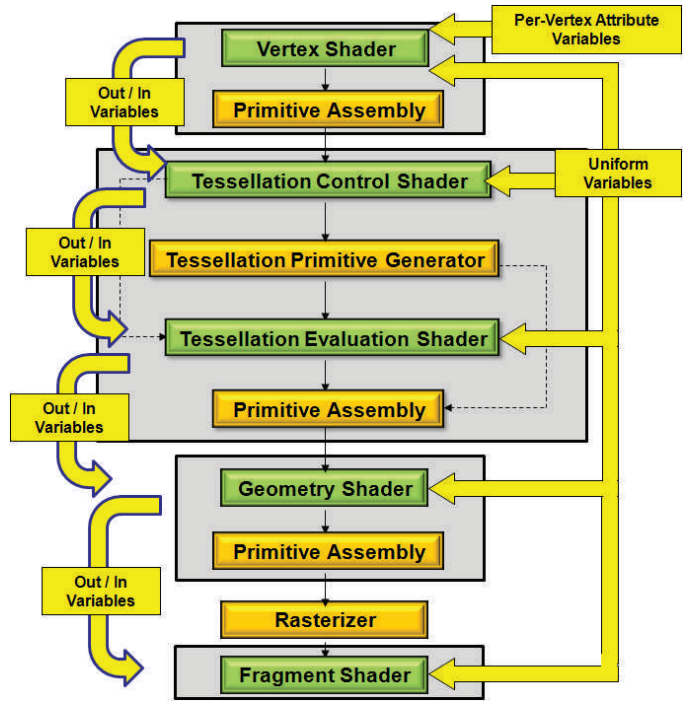 Per-Vertex Attribute
Variables
Vertex Shader
Out / In
Variables
Primitive Assembly
Uniform
Variables
Tessellation Control Shader
Out / In
Variables
Tessellation Primitive Generator
Tessellation Evaluation Shader
Out / In
Variables
Primitive Assembly
Geometry Shader
Primitive Assembly
Out / In
Variables
Rasterizer
Fragment Shader